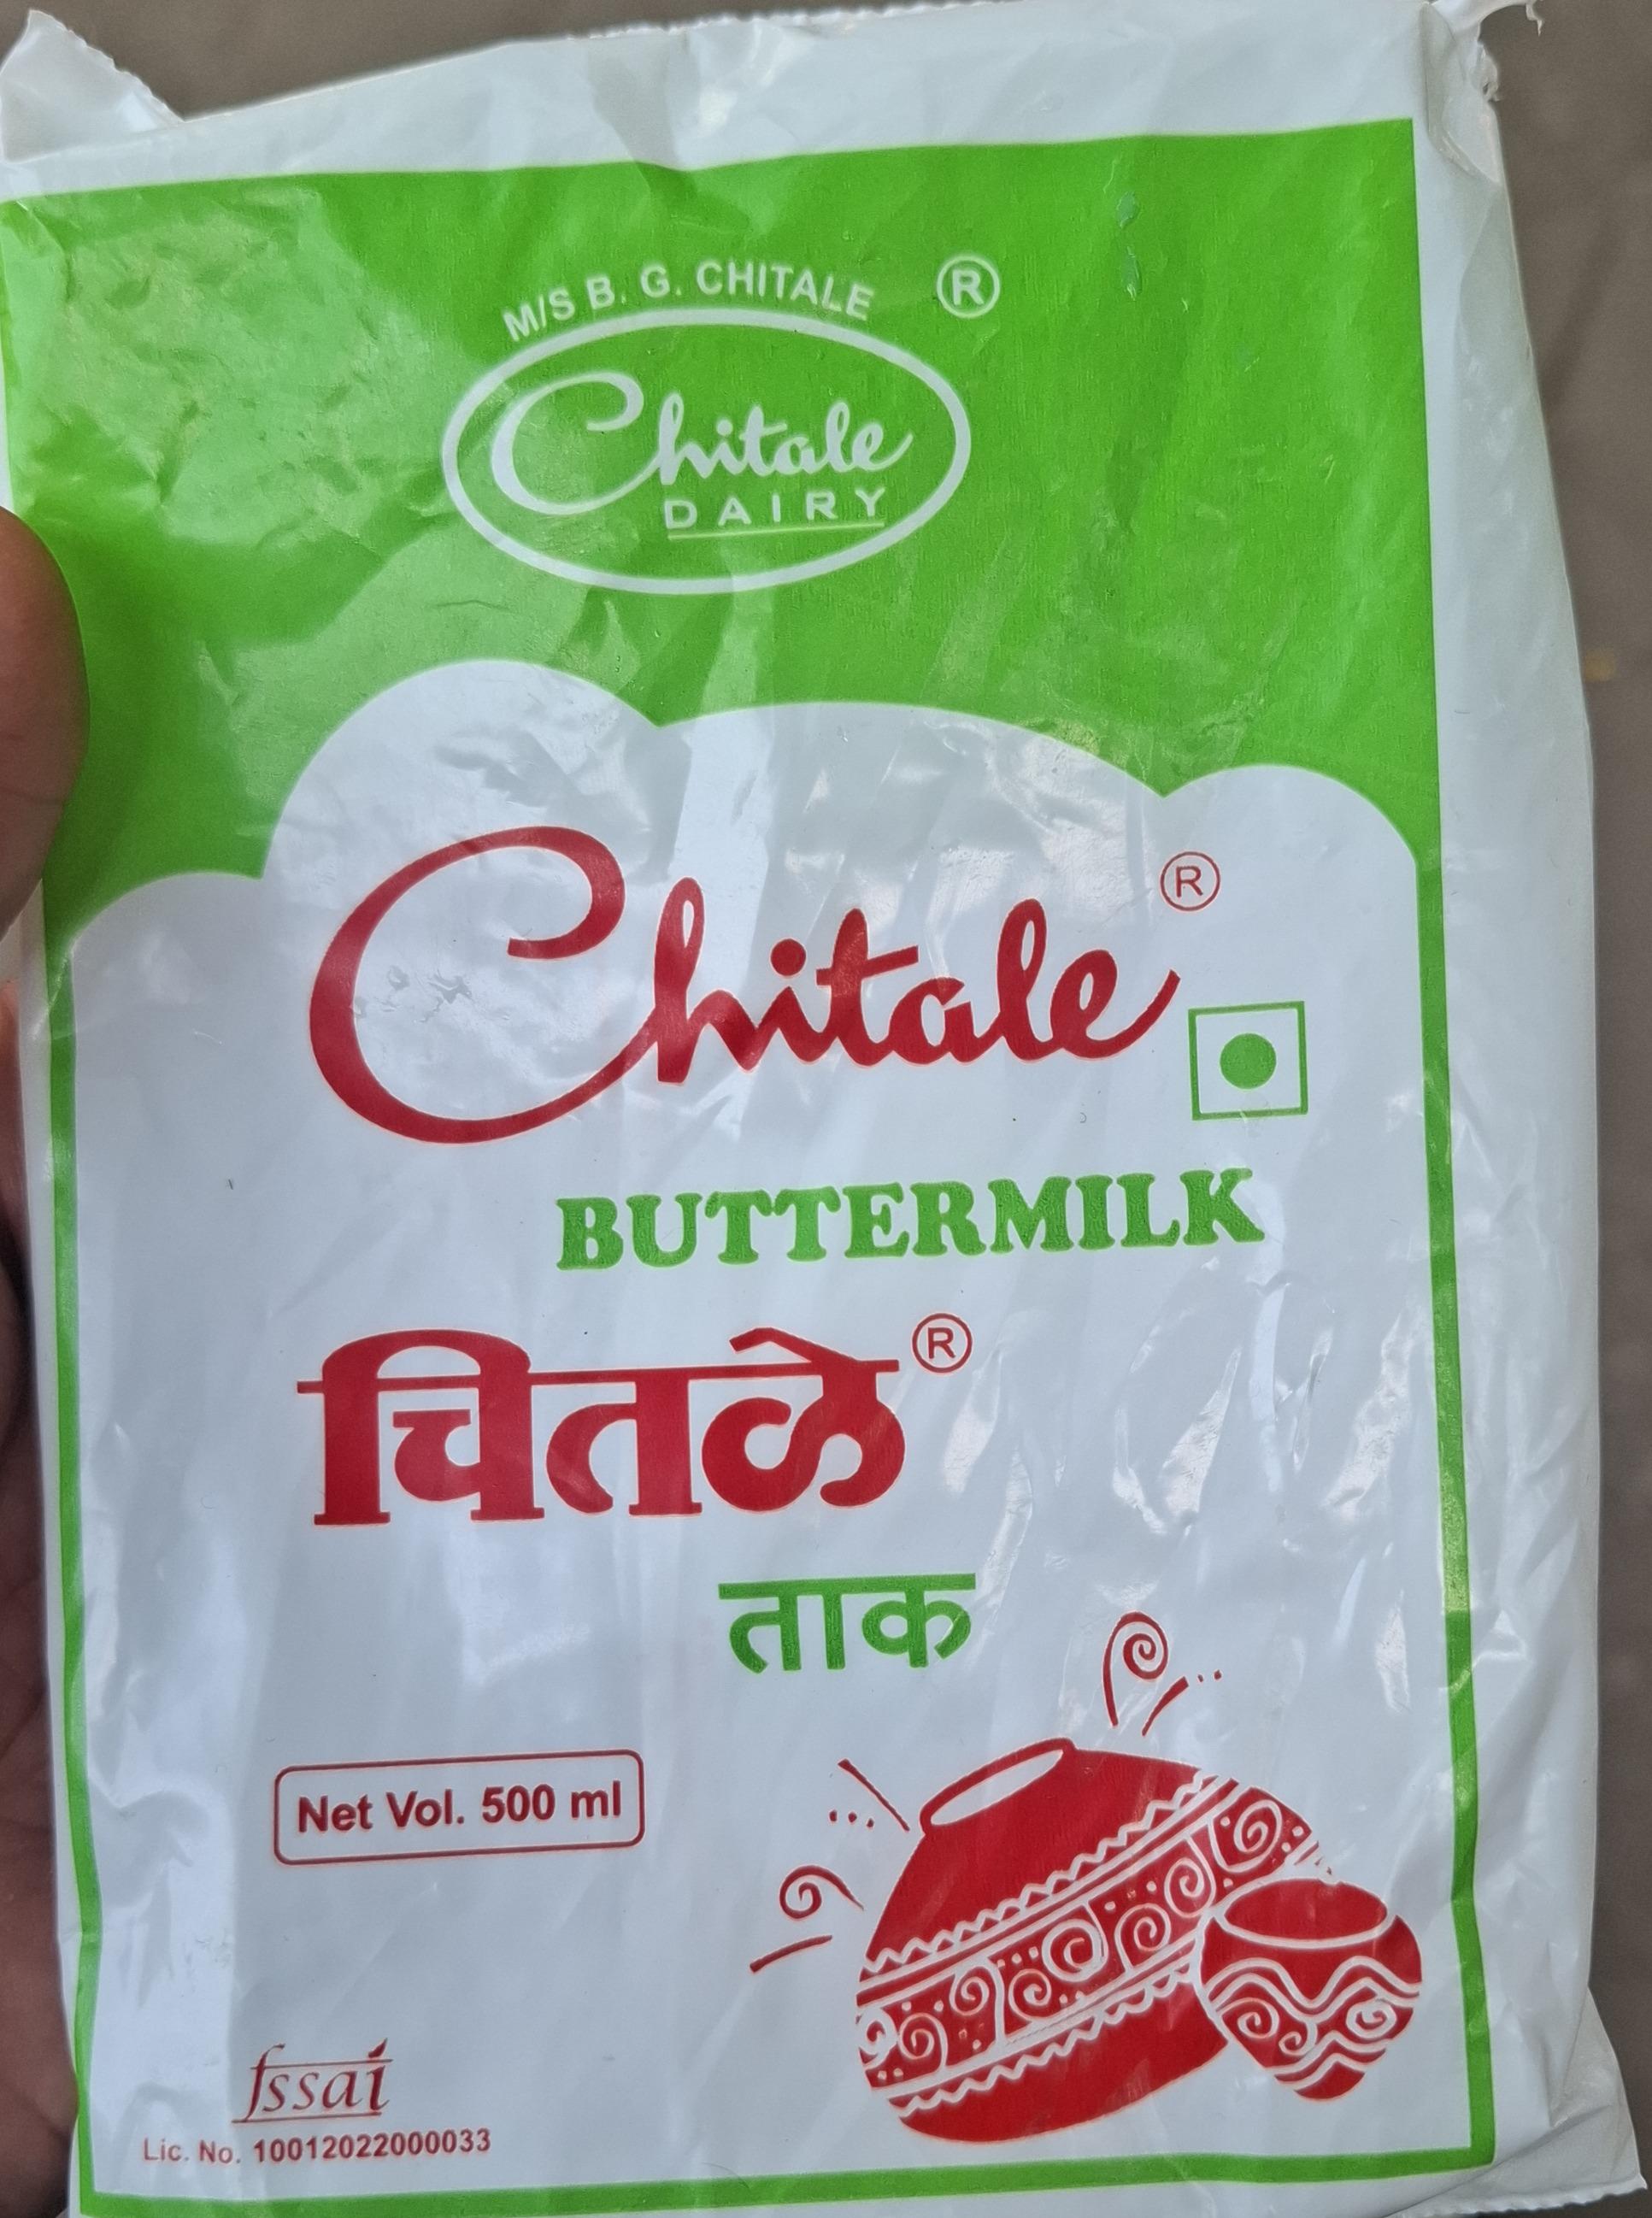 M/S B. G. CHITALE ®
Chitale
DAIRY
Chitale ®
BUTTERMILK
चितळे ®
ताक
Net Vol. 500 ml
fssai
Lic. No. 10012022000033